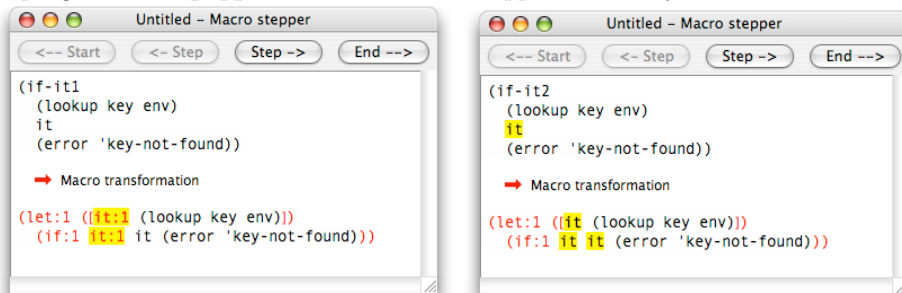 Untitled – Macro stepper
<-- Start <- Step Step -> End -->
(if-it1
(lookup key env)
it
(error 'key-not-found))
Macro transformation
(let:1 ([it:1 (lookup key env)])
(if:1 it:1 it (error 'key-not-found)))
Untitled – Macro stepper
<-- Start <- Step Step -> End -->
(if-it2
(lookup key env)
it
(error 'key-not-found))
Macro transformation
(let:1 ([it (lookup key env)])
(if:1 it it (error 'key-not-found)))